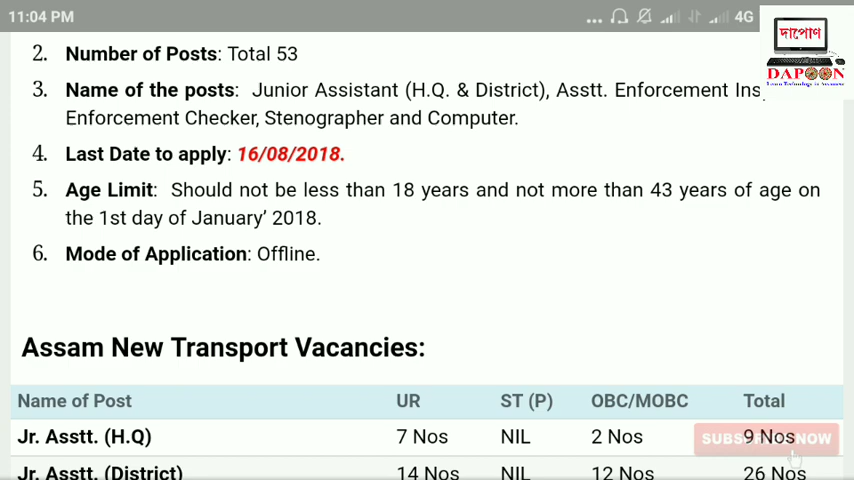 11:04 PM
... 4G
দাপোণ
DAPOON
2. Number of Posts: Total 53
3. Name of the posts: Junior Assistant (H.Q. & District), Asstt. Enforcement
Enforcement Checker, Stenographer and Computer.
4. Last Date to apply: 16/08/2018.
5. Age Limit: Should not be less than 18 years and not more than 43 years of age on
the 1st day of January’ 2018.
6. Mode of Application: Offline.
Assam New Transport Vacancies:
Name of Post UR ST (P) OBC/MOBC Total
Jr. Asstt. (H.Q) 7 Nos NIL 2 Nos 9 Nos
SUBSCRIBE NOW
Jr. Asstt. (District) 14 Nos NIL 12 Nos 26 Nos